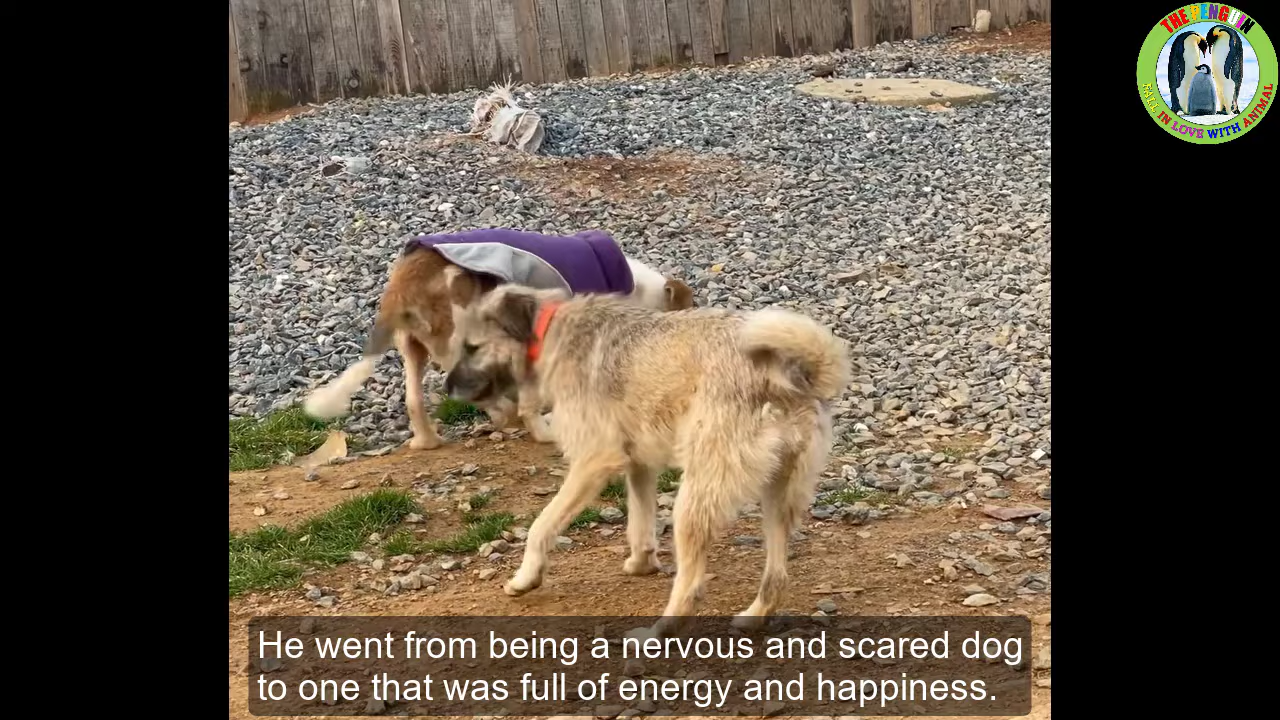 THE PENGUIN
FALL IN LOVE WITH ANIMAL
He went from being a nervous and scared dog
to one that was full of energy and happiness.